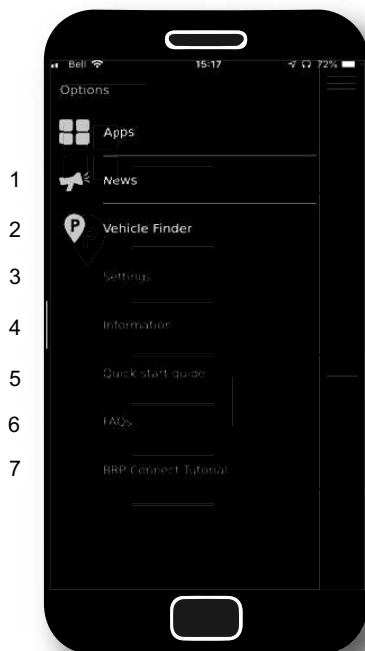 Bell 15:17 72%
Options
Apps
1 News
2 P Vehicle Finder
3 Settings
4 Information
5 Quick start guide
6 FAQs
7 BRP Connect Tutorial